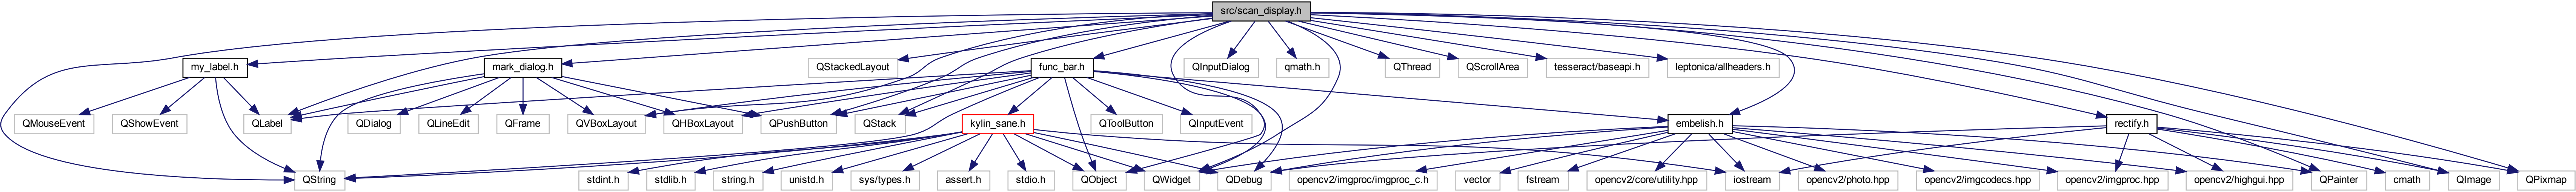 src/scan_display.h
my_label.h
mark_dialog.h
QStackedLayout
func_bar.h
QInputDialog
qmath.h
QThread
QScrollArea
tesseract/baseapi.h
leptonica/allheaders.h
QMouseEvent
QShowEvent
QLabel
QDialog
QLineEdit
QFrame
QVBoxLayout
QHBoxLayout
QPushButton
QStack
kylin_sane.h
QToolButton
QInputEvent
embelish.h
rectify.h
QString
stdint.h
stdlib.h
string.h
unistd.h
sys/types.h
assert.h
stdio.h
QObject
QWidget
QDebug
opencv2/imgproc/imgproc_c.h
vector
fstream
opencv2/core/utility.hpp
iostream
opencv2/photo.hpp
opencv2/imgcodecs.hpp
opencv2/imgproc.hpp
opencv2/highgui.hpp
QPainter
cmath
QImage
QPixmap